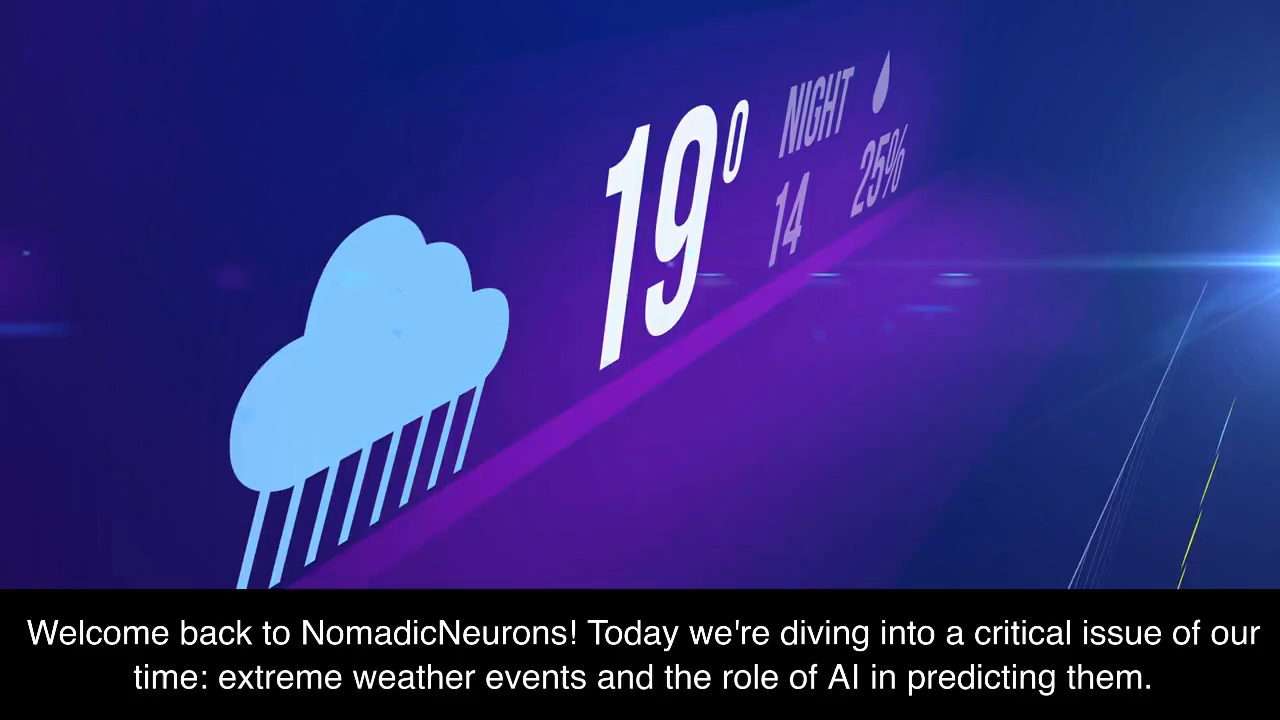 19°
NIGHT
14
25%
Welcome back to NomadicNeurons! Today we're diving into a critical issue of our
time: extreme weather events and the role of AI in predicting them.